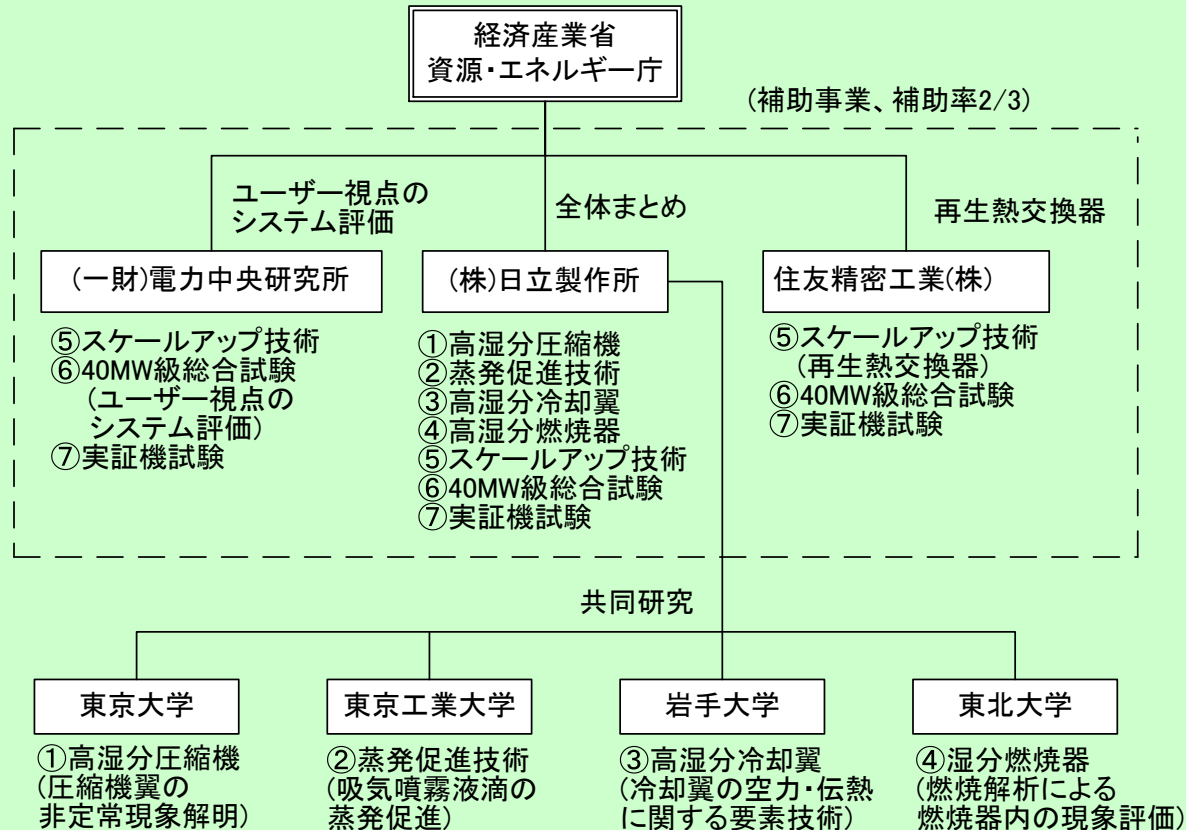 経済産業省
資源・エネルギー庁
(補助事業、補助率2/3)
ユーザー視点の
システム評価
全体まとめ
再生熱交換器
(一財)電力中央研究所
⑤スケールアップ技術
⑥40MW級総合試験
(ユーザー視点の
システム評価)
⑦実証機試験
(株)日立製作所
①高湿分圧縮機
②蒸発促進技術
③高湿分冷却翼
④高湿分燃焼器
⑤スケールアップ技術
⑥40MW級総合試験
⑦実証機試験
住友精密工業(株)
⑤スケールアップ技術
(再生熱交換器)
⑥40MW級総合試験
⑦実証機試験
共同研究
東京大学
①高湿分圧縮機
(圧縮機翼の
非定常現象解明)
東京工業大学
②蒸発促進技術
(吸気噴霧液滴の
蒸発促進)
岩手大学
③高湿分冷却翼
(冷却翼の空力・伝熱
に関する要素技術)
東北大学
④湿分燃焼器
(燃焼解析による
燃焼器内の現象評価)